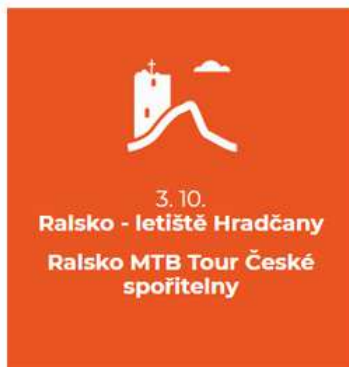 3. 10.
Ralsko - letiště Hradčany
Ralsko MTB Tour České
spořitelny